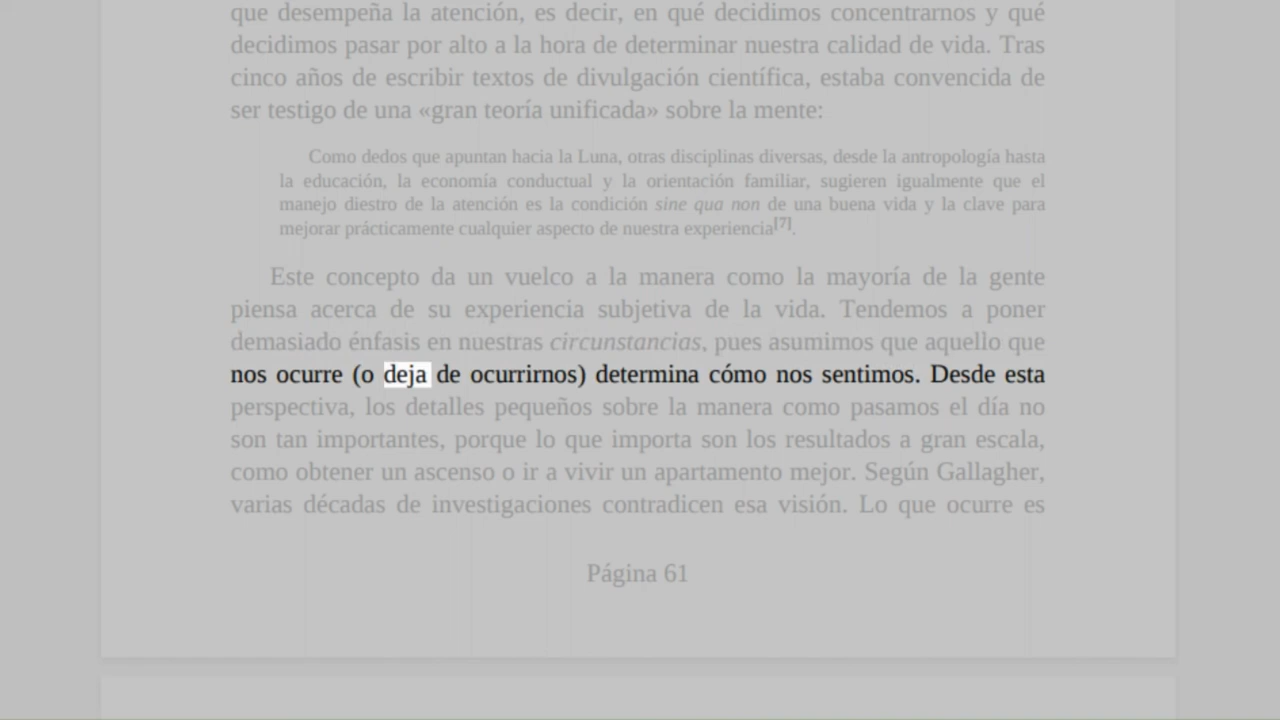 que desempeña la atención, es decir, en qué decidimos concentrarnos y qué
decidimos pasar por alto a la hora de determinar nuestra calidad de vida. Tras
cinco años de escribir textos de divulgación científica, estaba convencida de
ser testigo de una «gran teoría unificada» sobre la mente:
Como dedos que apuntan hacia la Luna, otras disciplinas diversas, desde la antropología hasta
la educación, la economía conductual y la orientación familiar, sugieren igualmente que el
manejo diestro de la atención es la condición sine qua non de una buena vida y la clave para
mejorar prácticamente cualquier aspecto de nuestra experiencia[7].
Este concepto da un vuelco a la manera como la mayoría de la gente
piensa acerca de su experiencia subjetiva de la vida. Tendemos a poner
demasiado énfasis en nuestras circunstancias, pues asumimos que aquello que
nos ocurre (o deja de ocurrirnos) determina cómo nos sentimos. Desde esta
perspectiva, los detalles pequeños sobre la manera como pasamos el día no
son tan importantes, porque lo que importa son los resultados a gran escala,
como obtener un ascenso o ir a vivir un apartamento mejor. Según Gallagher,
varias décadas de investigaciones contradicen esa visión. Lo que ocurre es
Página 61